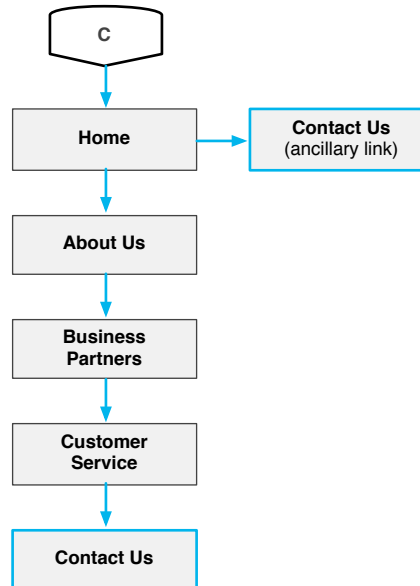 C
Home
Contact Us
(ancillary link)
About Us
Business
Partners
Customer
Service
Contact Us